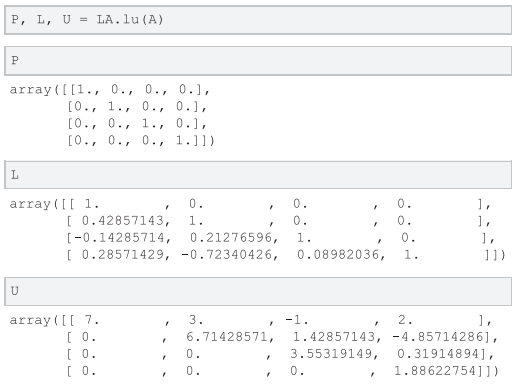 P, L, U = LA.lu(A)
P
array([[1., 0., 0., 0.],
       [0., 1., 0., 0.],
       [0., 0., 1., 0.],
       [0., 0., 0., 1.]])
L
array([[ 1.        ,  0.        ,  0.        ,  0.        ],
       [ 0.42857143,  1.        ,  0.        ,  0.        ],
       [-0.14285714,  0.21276596,  1.        ,  0.        ],
       [ 0.28571429, -0.72340426,  0.08982036,  1.        ]])
U
array([[ 7.        ,  3.        , -1.        ,  2.        ],
       [ 0.        ,  6.71428571,  1.42857143, -4.85714286],
       [ 0.        ,  0.        ,  3.55319149,  0.31914894],
       [ 0.        ,  0.        ,  0.        ,  1.88622754]])